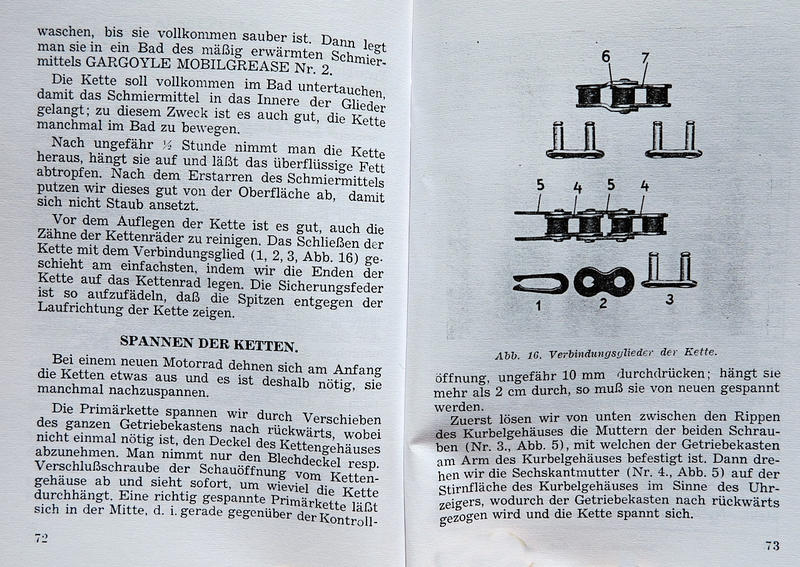 waschen, bis sie vollkommen sauber ist. Dann legt
man sie in ein Bad des mäßig erwärmten Schmier-
mittels GARGOYLE MOBILGREASE Nr. 2.
Die Kette soll vollkommen im Bad untertauchen,
damit das Schmiermittel in das Innere der Glieder
gelangt; zu diesem Zweck ist es auch gut, die Kette
manchmal im Bad zu bewegen.
Nach ungefähr ½ Stunde nimmt man die Kette
heraus, hängt sie auf und läßt das überflüssige Fett
abtropfen. Nach dem Erstarren des Schmiermittels
putzen wir dieses gut von der Oberfläche ab, damit
sich nicht Staub ansetzt.
Vor dem Auflegen der Kette ist es gut, auch die
Zähne der Kettenräder zu reinigen. Das Schließen der
Kette mit dem Verbindungsglied (1, 2, 3, Abb. 16) ge-
schieht am einfachsten, indem wir die Enden der
Kette auf das Kettenrad legen. Die Sicherungsfeder
ist so aufzufädeln, daß die Spitzen entgegen der
Laufrichtung der Kette zeigen.
SPANNEN DER KETTEN.
Bei einem neuen Motorrad dehnen sich am Anfang
die Ketten etwas aus und es ist deshalb nötig, sie
manchmal nachzuspannen.
Die Primärkette spannen wir durch Verschieben
des ganzen Getriebekastens nach rückwärts, wobei
nicht einmal nötig ist, den Deckel des Kettengehäuses
abzunehmen. Man nimmt nur den Blechdeckel resp.
Verschlußschraube der Schauöffnung vom Ketten-
gehäuse ab und sieht sofort, um wieviel die Kette
durchhängt. Eine richtig gespannte Primärkette läßt
sich in der Mitte, d. i. gerade gegenüber der Kontroll-
72
6 7
5 4 5 4
1 2 3
Abb. 16. Verbindungsglieder der Kette.
öffnung, ungefähr 10 mm durchdrücken; hängt sie
mehr als 2 cm durch, so muß sie von neuen gespannt
werden.
Zuerst lösen wir von unten zwischen den Rippen
des Kurbelgehäuses die Muttern der beiden Schrau-
ben (Nr. 3., Abb. 5), mit welchen der Getriebekasten
am Arm des Kurbelgehäuses befestigt ist. Dann dre-
hen wir die Sechskantmutter (Nr. 4., Abb. 5) auf der
Stirnfläche des Kurbelgehäuses im Sinne des Uhr-
zeigers, wodurch der Getriebekasten nach rückwärts
gezogen wird und die Kette spannt sich.
73